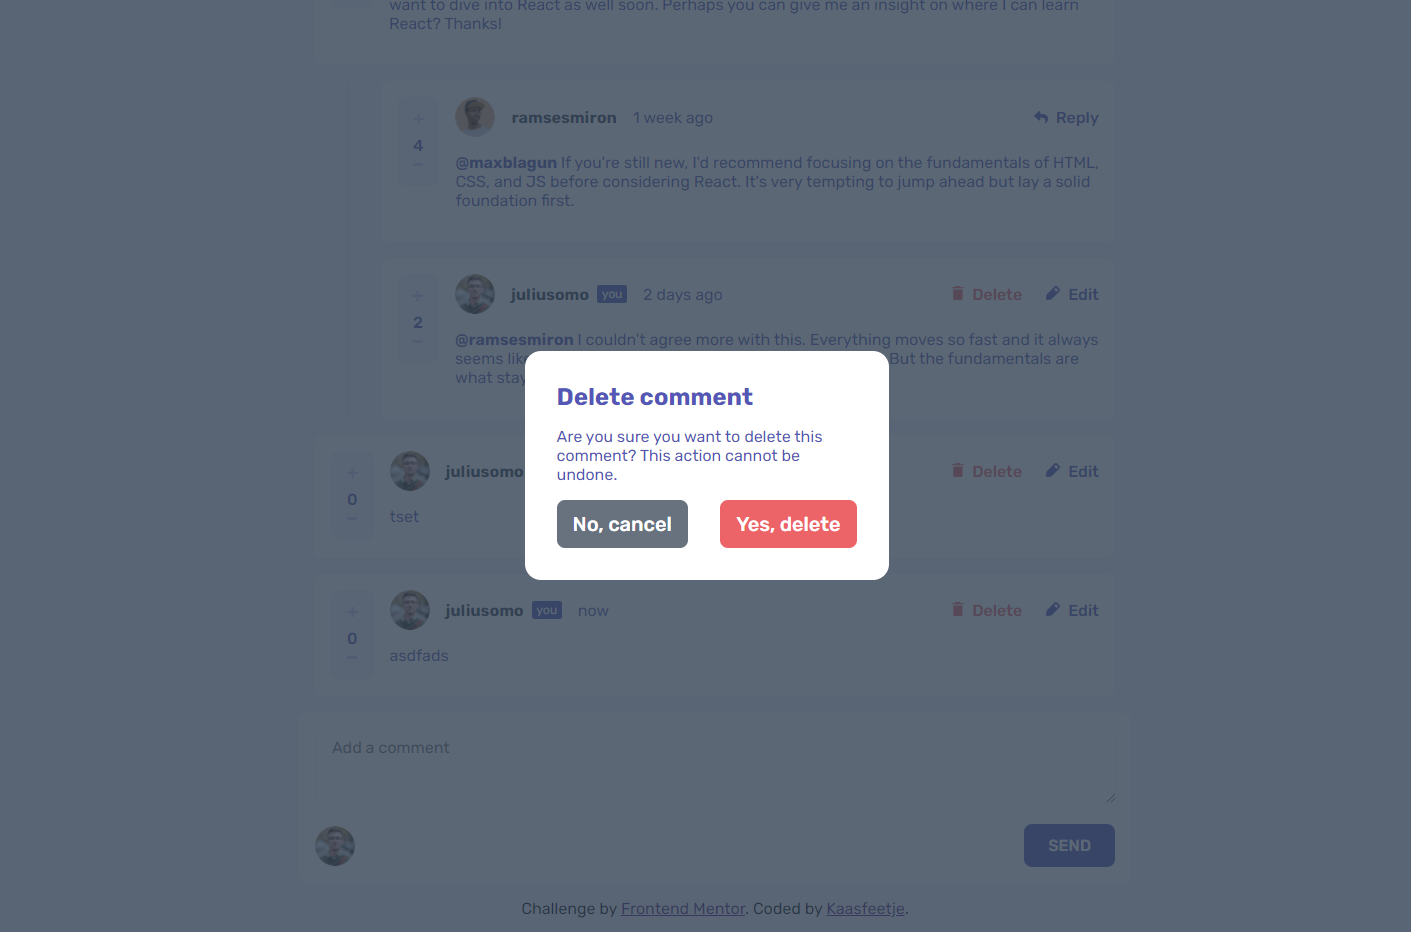 want to dive into React as well soon. Perhaps you can give me an insight on where I can learn
React? Thanks!
+
4
−
ramsesmiron 1 week ago Reply
@maxblagun If you're still new, I'd recommend focusing on the fundamentals of HTML,
CSS, and JS before considering React. It's very tempting to jump ahead but lay a solid
foundation first.
+
2
−
juliusomo you 2 days ago Delete Edit
@ramsesmiron I couldn't agree more with this. Everything moves so fast and it always
seems But the fundamentals are
what
Delete comment
Are you sure you want to delete this
comment? This action cannot be
undone.
No, cancel Yes, delete
+
0
−
juliusomo Delete Edit
tset
+
0
−
juliusomo you now Delete Edit
asdfads
Add a comment
SEND
Challenge by Frontend Mentor. Coded by Kaasfeetje.